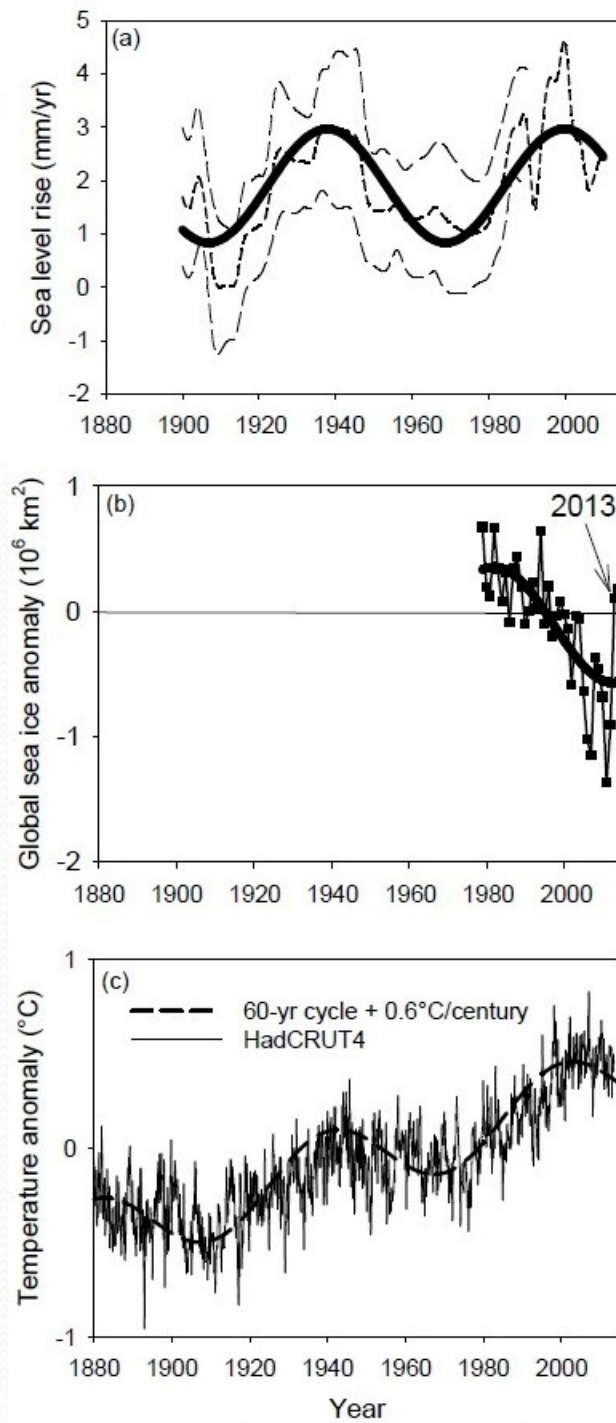 (a)
Sea level rise (mm/yr)
5
4
3
2
1
0
-1
-2
1880 1900 1920 1940 1960 1980 2000
(b)
2013
Global sea ice anomaly (10⁶ km²)
1
0
-1
-2
1880 1900 1920 1940 1960 1980 2000
(c)
60-yr cycle + 0.6°C/century
HadCRUT4
Temperature anomaly (°C)
1
0
-1
1880 1900 1920 1940 1960 1980 2000
Year